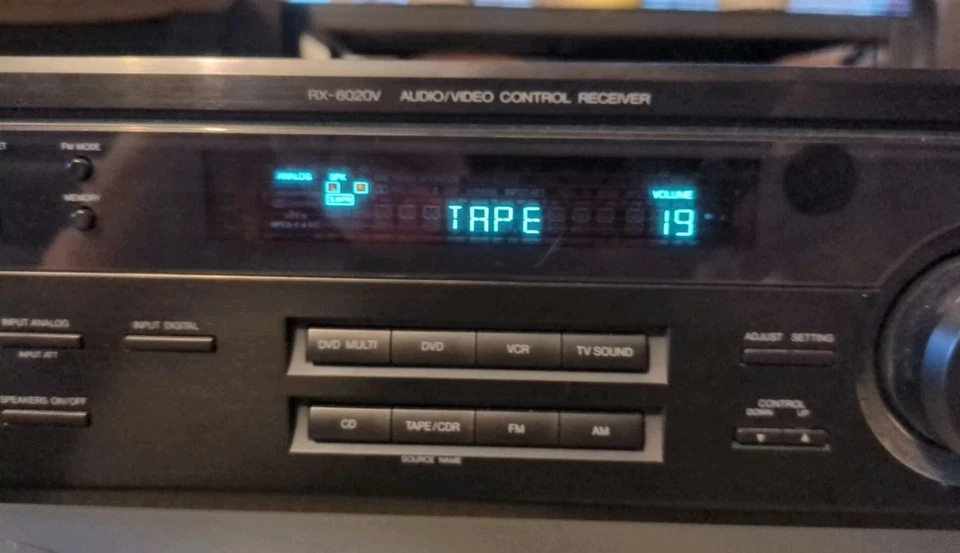 RX-6020V AUDIO/VIDEO CONTROL RECEIVER
FM MODE
MEMORY
ANALOG SPK
L R
S.WFR
TAPE
VOLUME
19
INPUT ANALOG
INPUT ATT
INPUT DIGITAL
SPEAKERS ON/OFF
DVD MULTI DVD VCR TV SOUND
CD TAPE/CDR FM AM
SOURCE NAME
ADJUST SETTING
CONTROL
DOWN UP